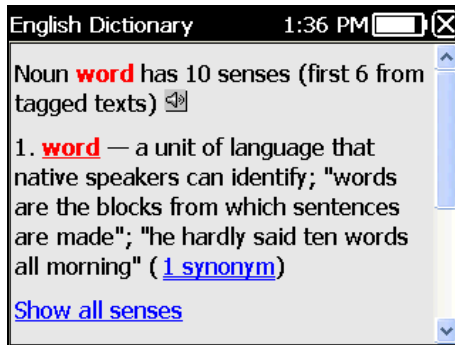 English Dictionary 1:36 PM
Noun word has 10 senses (first 6 from
tagged texts)
1. word — a unit of language that
native speakers can identify; "words
are the blocks from which sentences
are made"; "he hardly said ten words
all morning" ( 1 synonym)
Show all senses